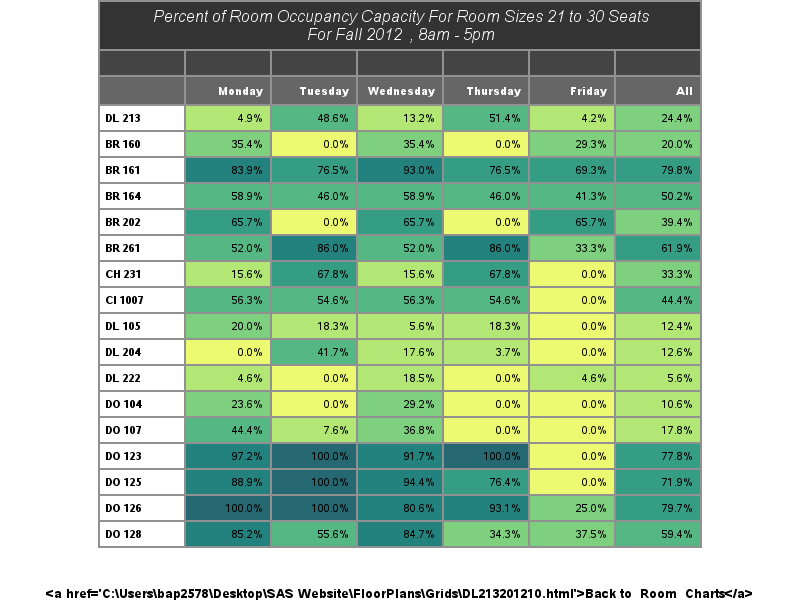 Percent of Room Occupancy Capacity For Room Sizes 21 to 30 Seats
For Fall 2012 , 8am - 5pm
Monday Tuesday Wednesday Thursday Friday All
DL 213 4.9% 48.6% 13.2% 51.4% 4.2% 24.4%
BR 160 35.4% 0.0% 35.4% 0.0% 29.3% 20.0%
BR 161 83.9% 76.5% 93.0% 76.5% 69.3% 79.8%
BR 164 58.9% 46.0% 58.9% 46.0% 41.3% 50.2%
BR 202 65.7% 0.0% 65.7% 0.0% 65.7% 39.4%
BR 261 52.0% 86.0% 52.0% 86.0% 33.3% 61.9%
CH 231 15.6% 67.8% 15.6% 67.8% 0.0% 33.3%
CI 1007 56.3% 54.6% 56.3% 54.6% 0.0% 44.4%
DL 105 20.0% 18.3% 5.6% 18.3% 0.0% 12.4%
DL 204 0.0% 41.7% 17.6% 3.7% 0.0% 12.6%
DL 222 4.6% 0.0% 18.5% 0.0% 4.6% 5.6%
DO 104 23.6% 0.0% 29.2% 0.0% 0.0% 10.6%
DO 107 44.4% 7.6% 36.8% 0.0% 0.0% 17.8%
DO 123 97.2% 100.0% 91.7% 100.0% 0.0% 77.8%
DO 125 88.9% 100.0% 94.4% 76.4% 0.0% 71.9%
DO 126 100.0% 100.0% 80.6% 93.1% 25.0% 79.7%
DO 128 85.2% 55.6% 84.7% 34.3% 37.5% 59.4%
<a href='C:\Users\bap2578\Desktop\SAS Website\FloorPlans\Grids\DL213201210.html'>Back to Room Charts</a>